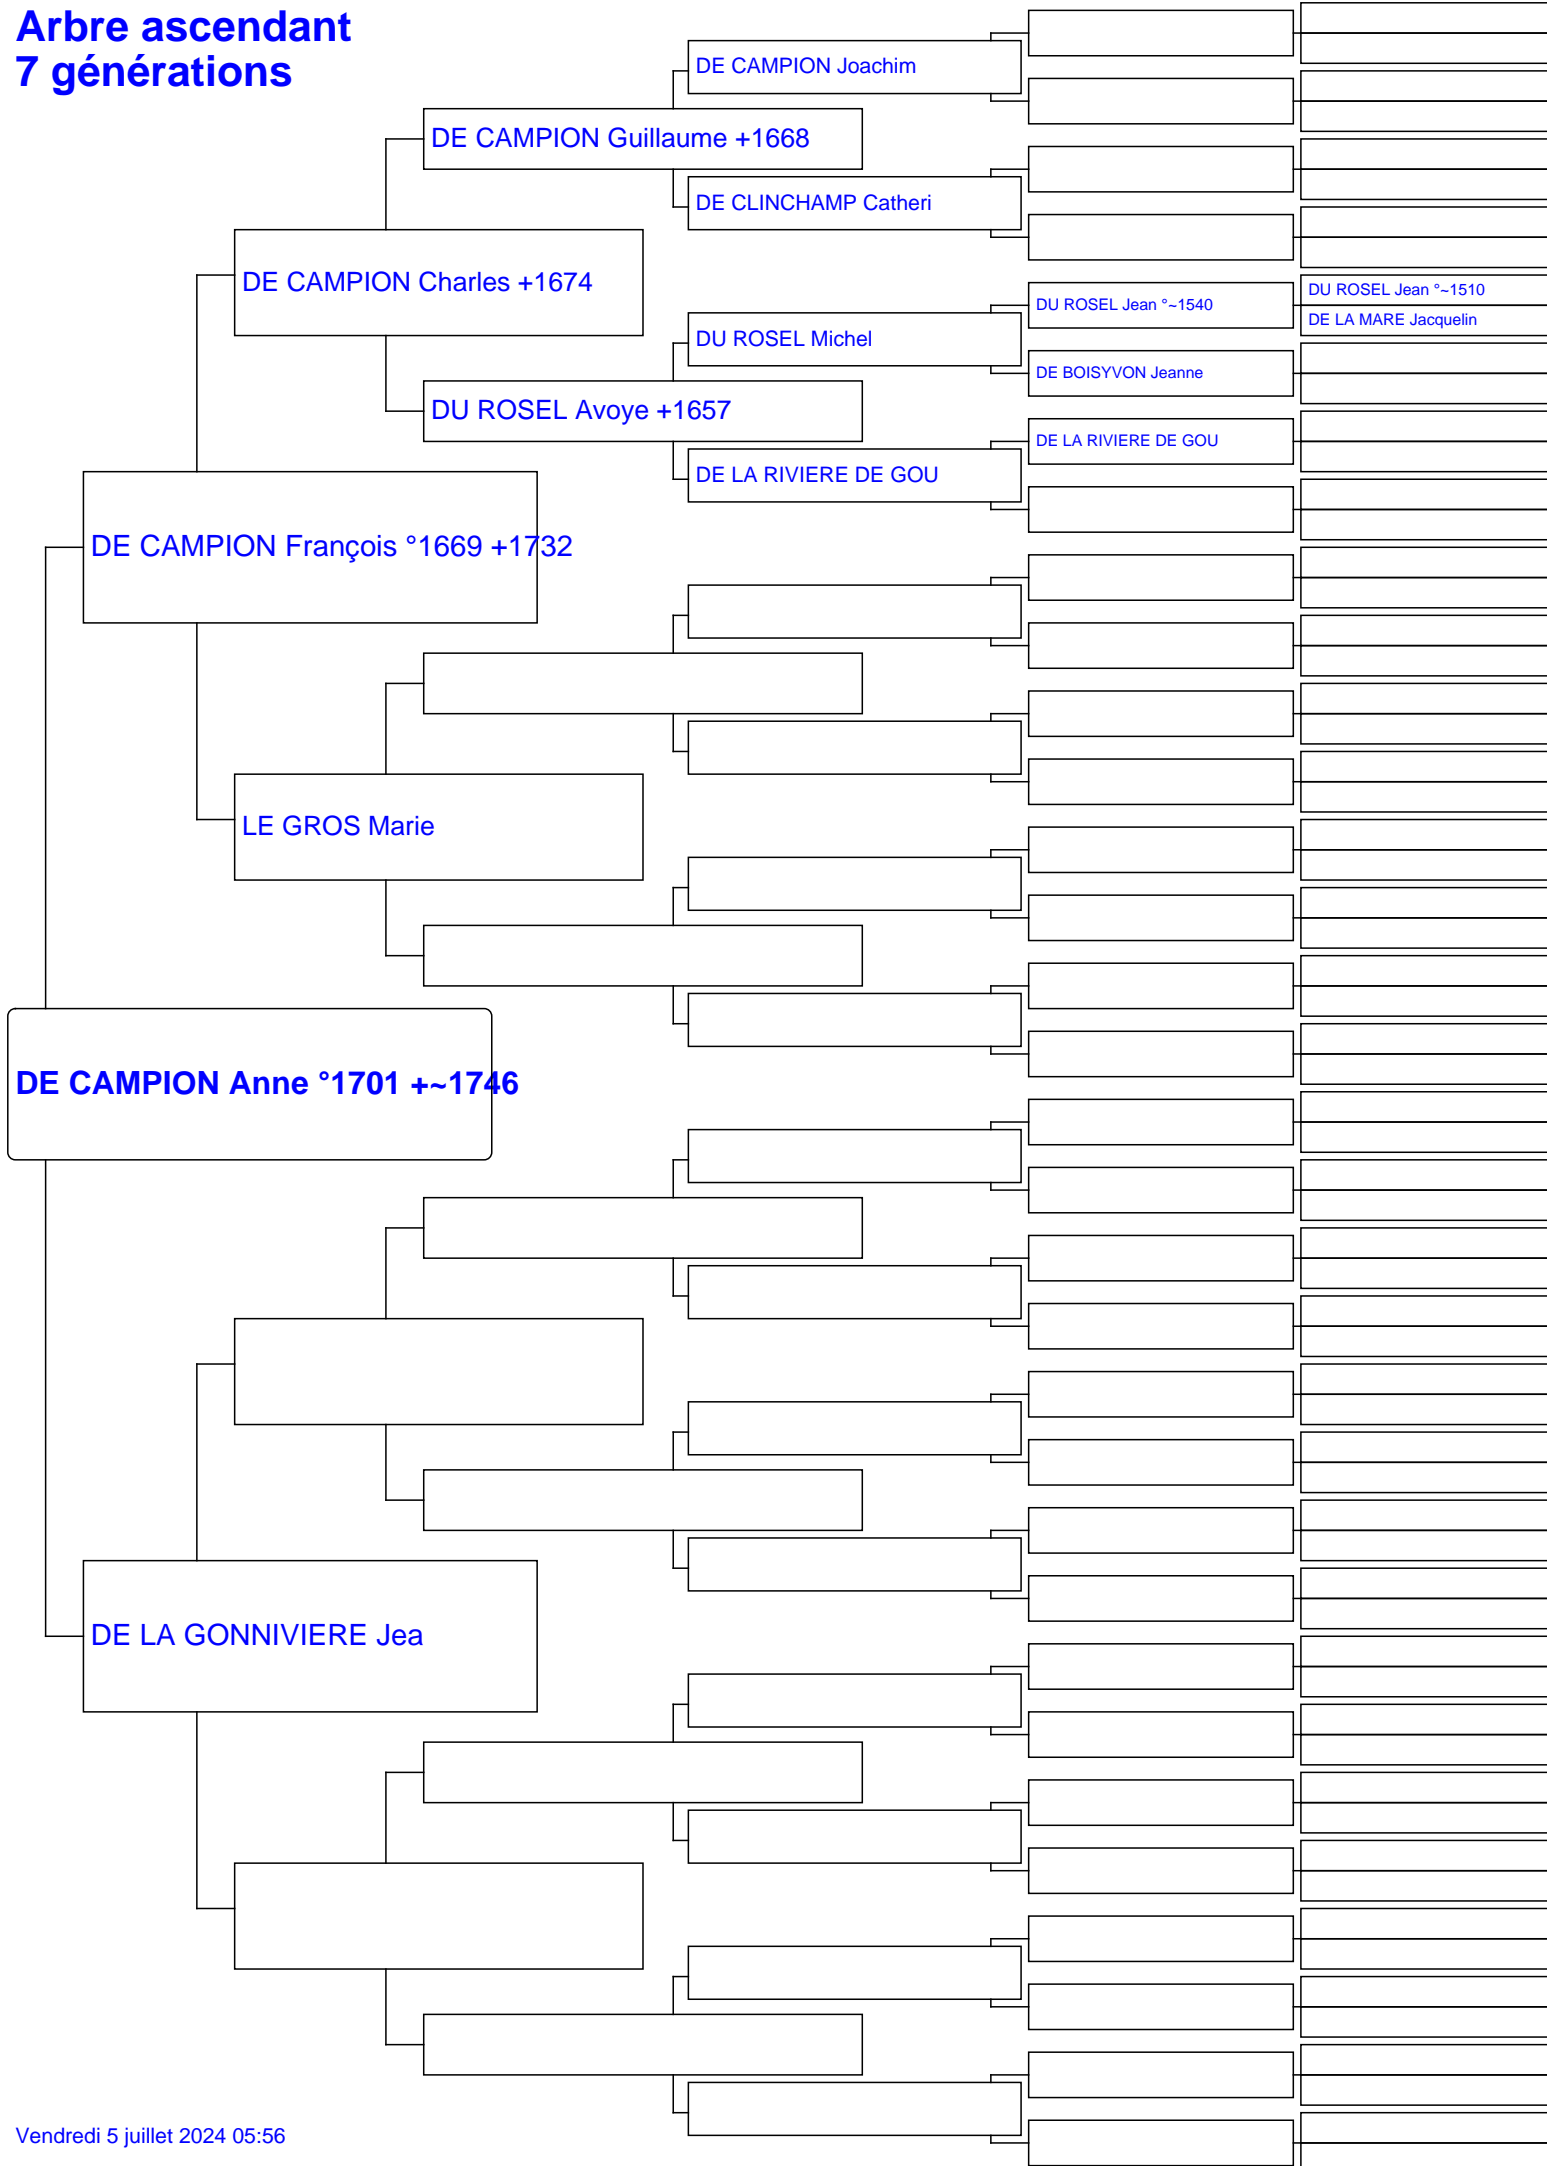 Arbre ascendant
7 générations
DE CAMPION Joachim
DE CAMPION Guillaume +1668
DE CLINCHAMP Catheri
DE CAMPION Charles +1674
DU ROSEL Jean °~1540
DU ROSEL Jean °~1510
DE LA MARE Jacquelin
DU ROSEL Michel
DE BOISYVON Jeanne
DU ROSEL Avoye +1657
DE LA RIVIERE DE GOU
DE LA RIVIERE DE GOU
DE CAMPION François °1669 +1732
LE GROS Marie
DE CAMPION Anne °1701 +~1746
DE LA GONNIVIERE Jea
Vendredi 5 juillet 2024 05:56